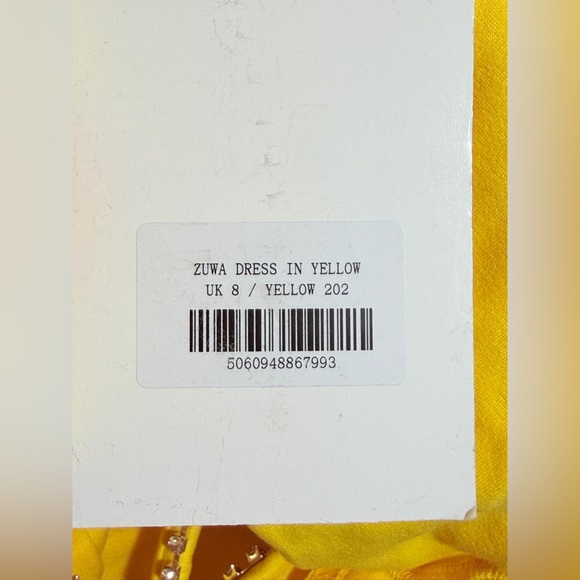 ZUWA DRESS IN YELLOW
UK 8 / YELLOW 202
5060948867993